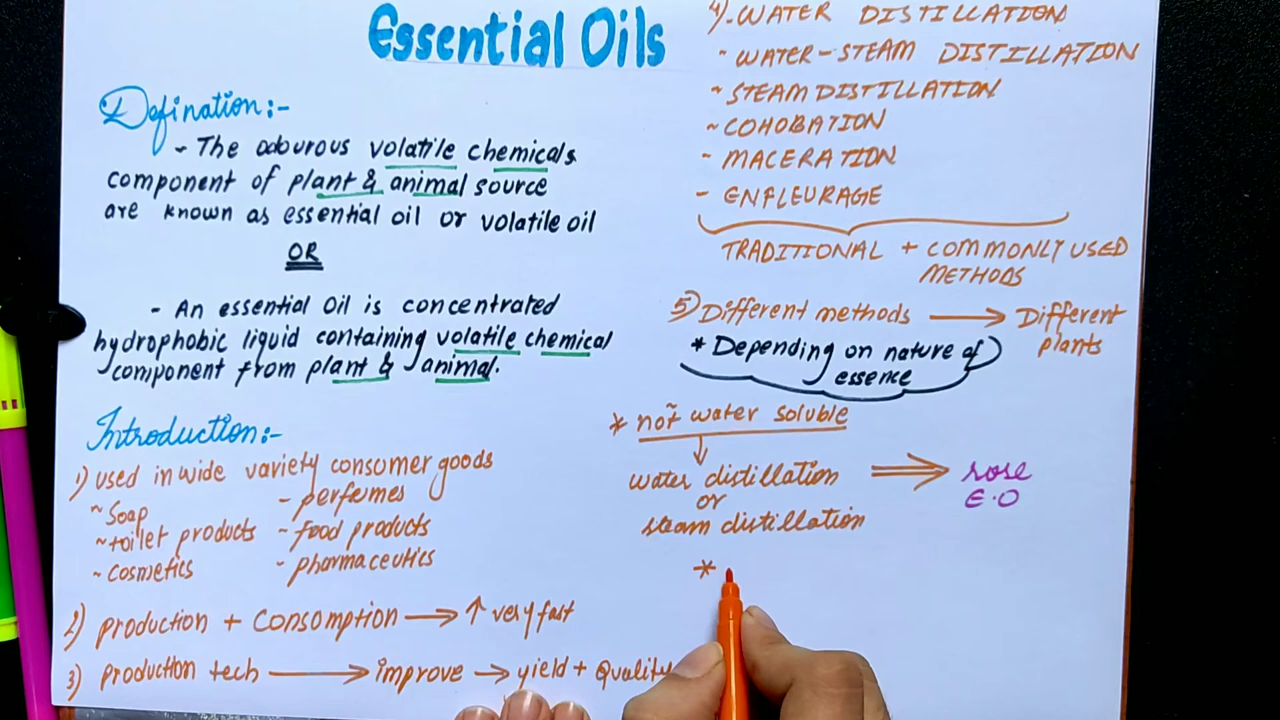 Essential Oils
Defination:-
- The odourous volatile chemicals
component of plant & animal source
are known as essential oil or volatile oil
OR
- An essential Oil is concentrated
hydrophobic liquid containing volatile chemical
component from plant & animal.
Introduction:-
1) used in wide variety consumer goods
~ Soap
~ toilet products
~ Cosmetics
- perfumes
- food products
- pharmaceutics
2) production + Consomption → ↑ very fast
3) production tech → improve → yield + Quality
4) - WATER DISTILLATION
- WATER-STEAM DISTILLATION
~ STEAM DISTILLATION
~ COHOBATION
- MACERATION
- ENFLEURAGE
TRADITIONAL + COMMONLY USED
METHODS
5) Different methods → Different
plants
* Depending on nature of
essence
* not water soluble
↓
water distillation ⇒ rose
or E.O
steam distillation
*